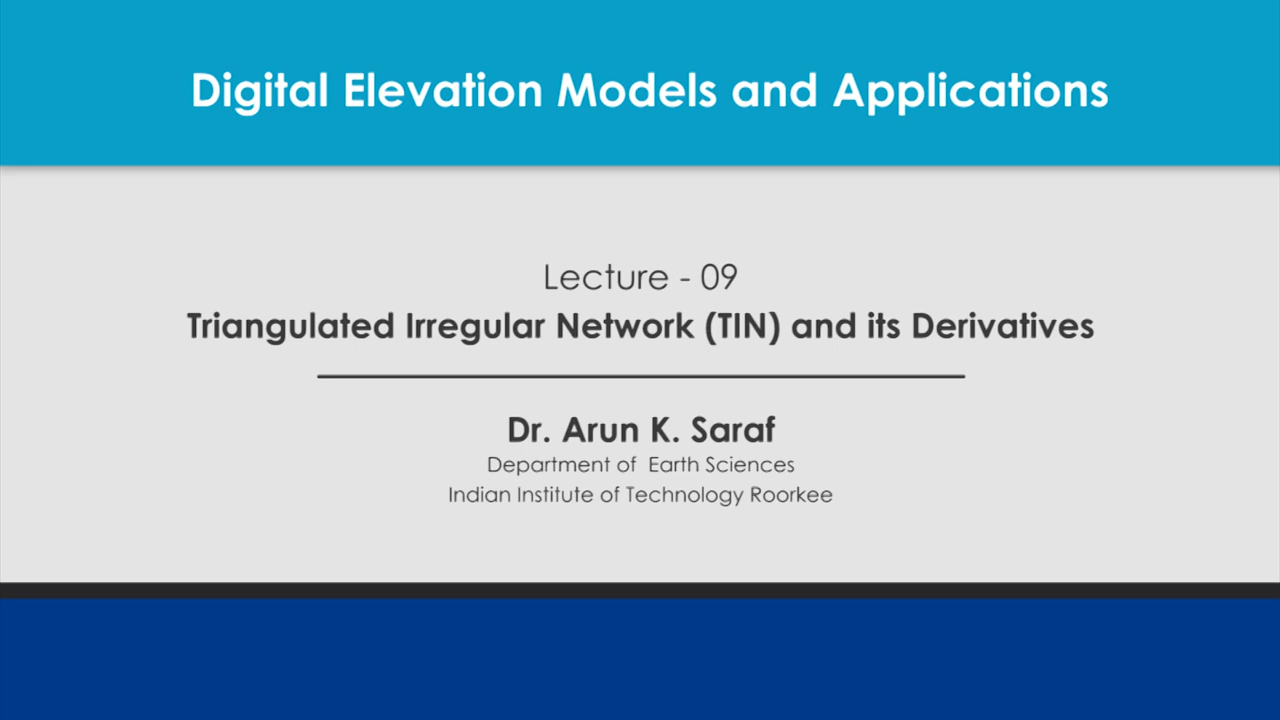 Digital Elevation Models and Applications
Lecture - 09
Triangulated Irregular Network (TIN) and its Derivatives
Dr. Arun K. Saraf
Department of Earth Sciences
Indian Institute of Technology Roorkee